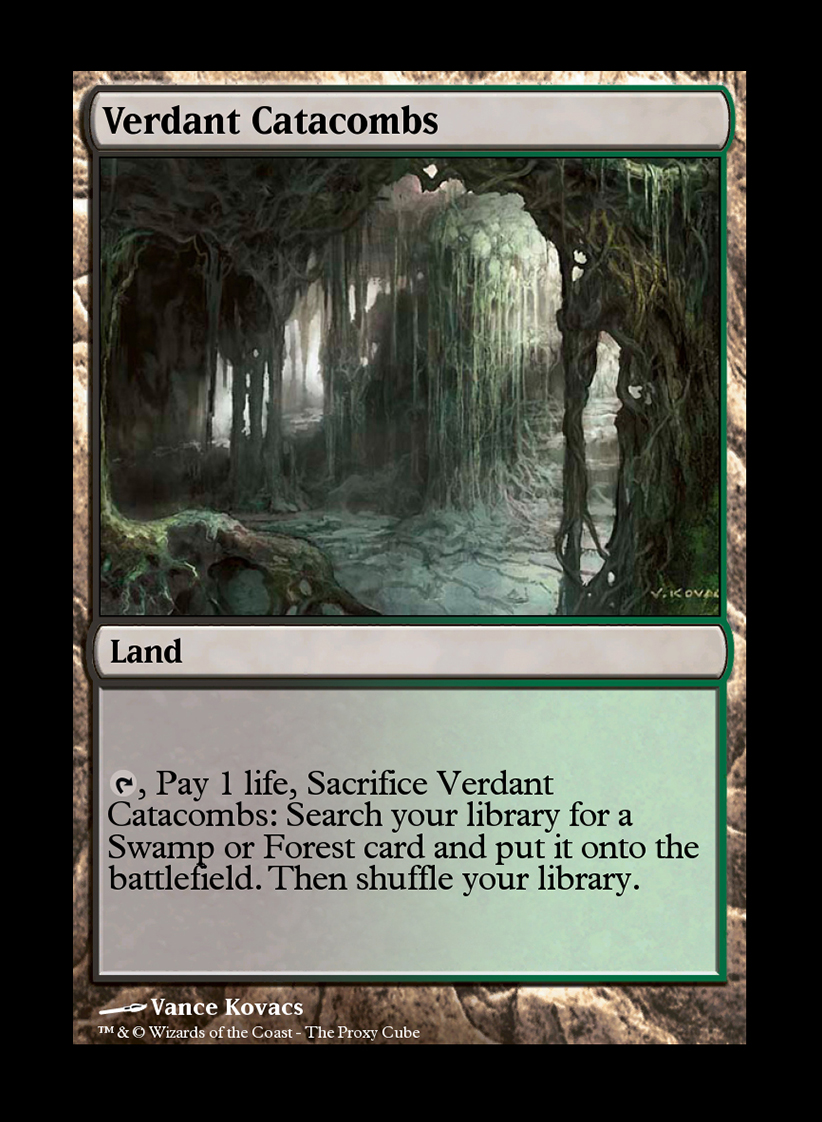 Verdant Catacombs
V. KOVAC
Land
, Pay 1 life, Sacrifice Verdant
Catacombs: Search your library for a
Swamp or Forest card and put it onto the
battlefield. Then shuffle your library.
Vance Kovacs
™ & © Wizards of the Coast - The Proxy Cube